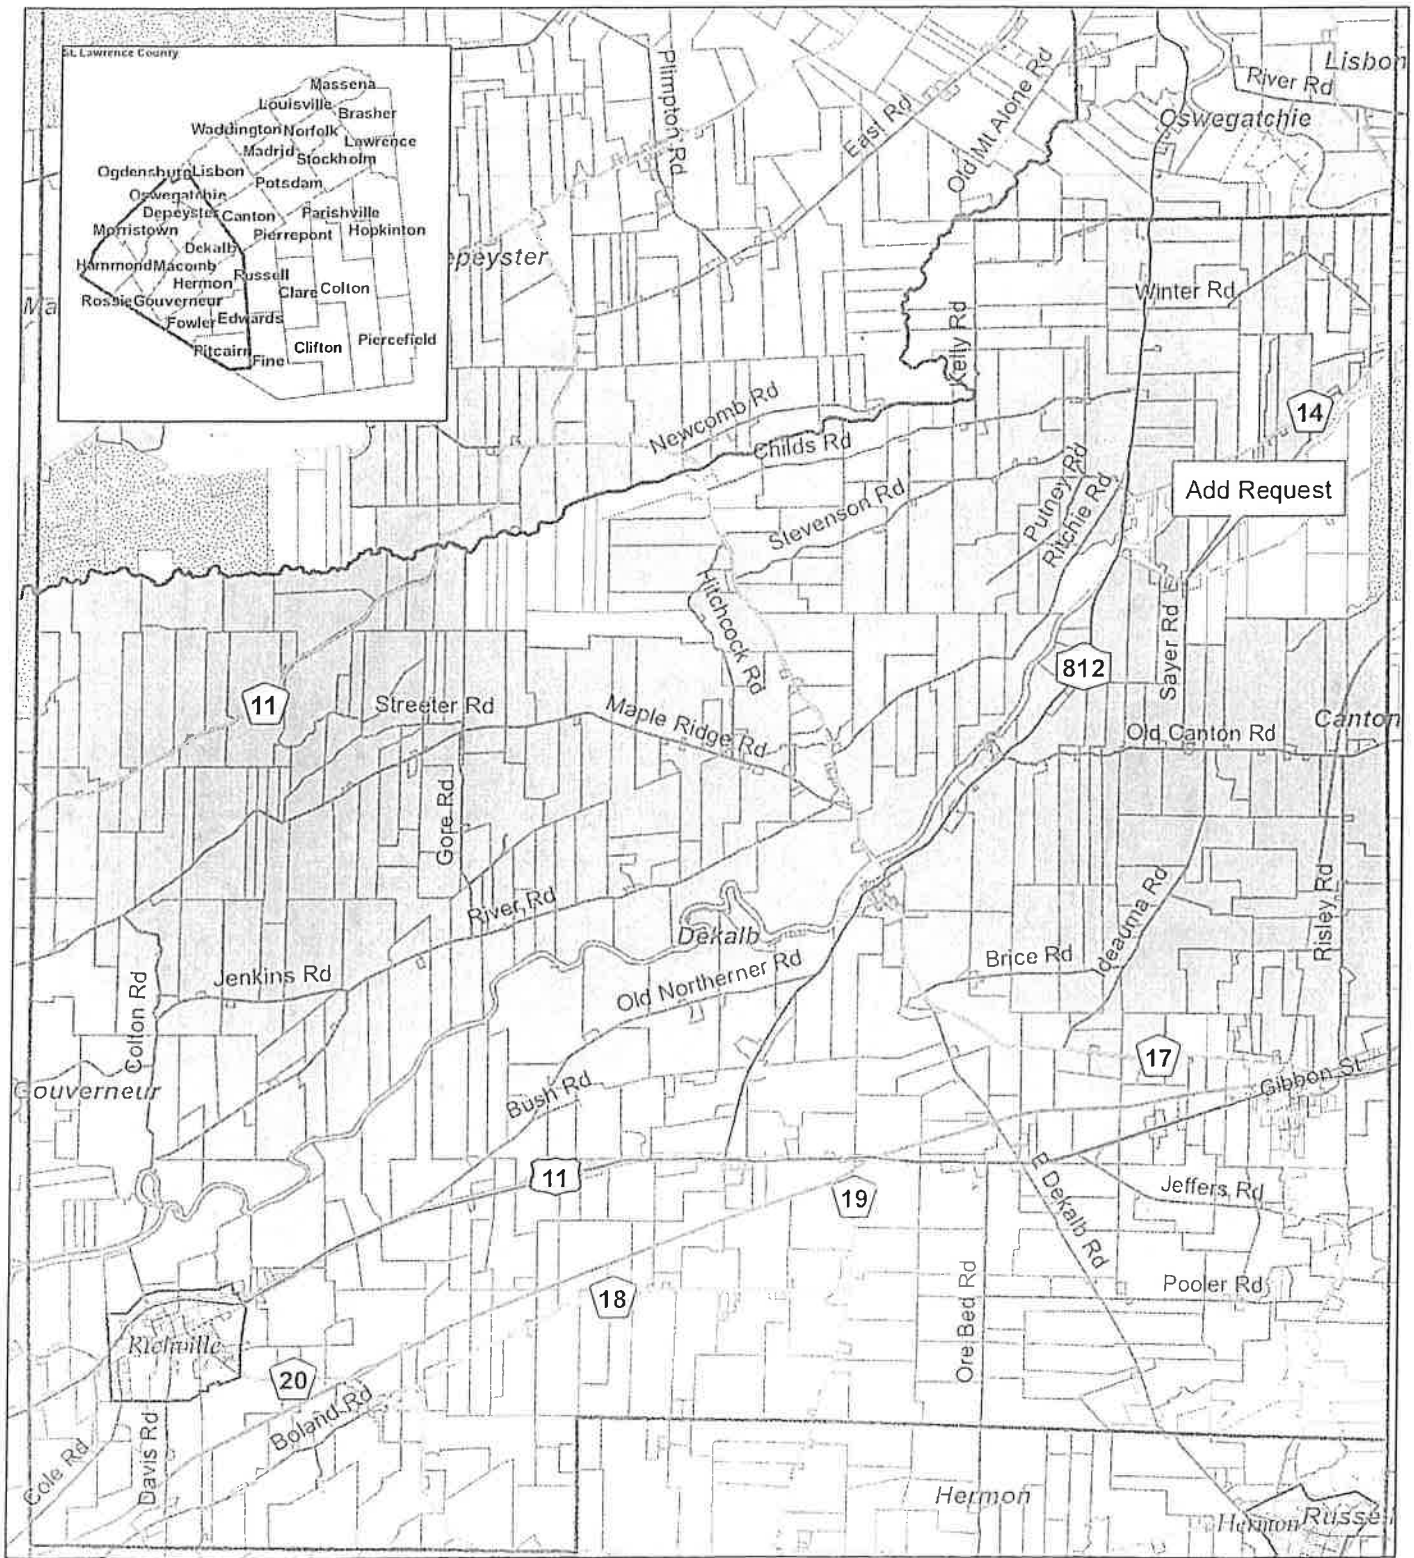 St. Lawrence County
Massena
Louisville
Brasher
Waddington Norfolk
Lawrence
Madrid
Stockholm
Ogdensburg Lisbon
Potsdam
Oswegatchie
Depeyster
Canton
Parishville
Morristown
Pierrepont
Hopkinton
Dekalb
Hammond Macomb
Russell
Hermon
Clare
Colton
Rossie Gouverneur
Fowler
Edwards
Pitcairn
Fine
Clifton
Piercefield
Plimpton Rd
East Rd
Old Mt Alone Rd
River Rd
Lisbon
Oswegatchie
epeyster
Ma
Winter Rd
Kelly Rd
14
Newcomb Rd
Childs Rd
Add Request
Stevenson Rd
Putney Rd
Ritchie Rd
Hitchcock Rd
Sayer Rd
812
11
Streeter Rd
Maple Ridge Rd
Old Canton Rd
Canton
Gore Rd
River Rd
Dekalb
Ideauma Rd
Risley Rd
Brice Rd
Jenkins Rd
Old Northerner Rd
Colton Rd
17
Gouverneur
Bush Rd
Gibbon St
11
19
E Dekalb Rd
Jeffers Rd
18
Ore Bed Rd
Pooler Rd
Richville
20
Boland Rd
Cole Rd
Davis Rd
Hermon
Hermon
Russel